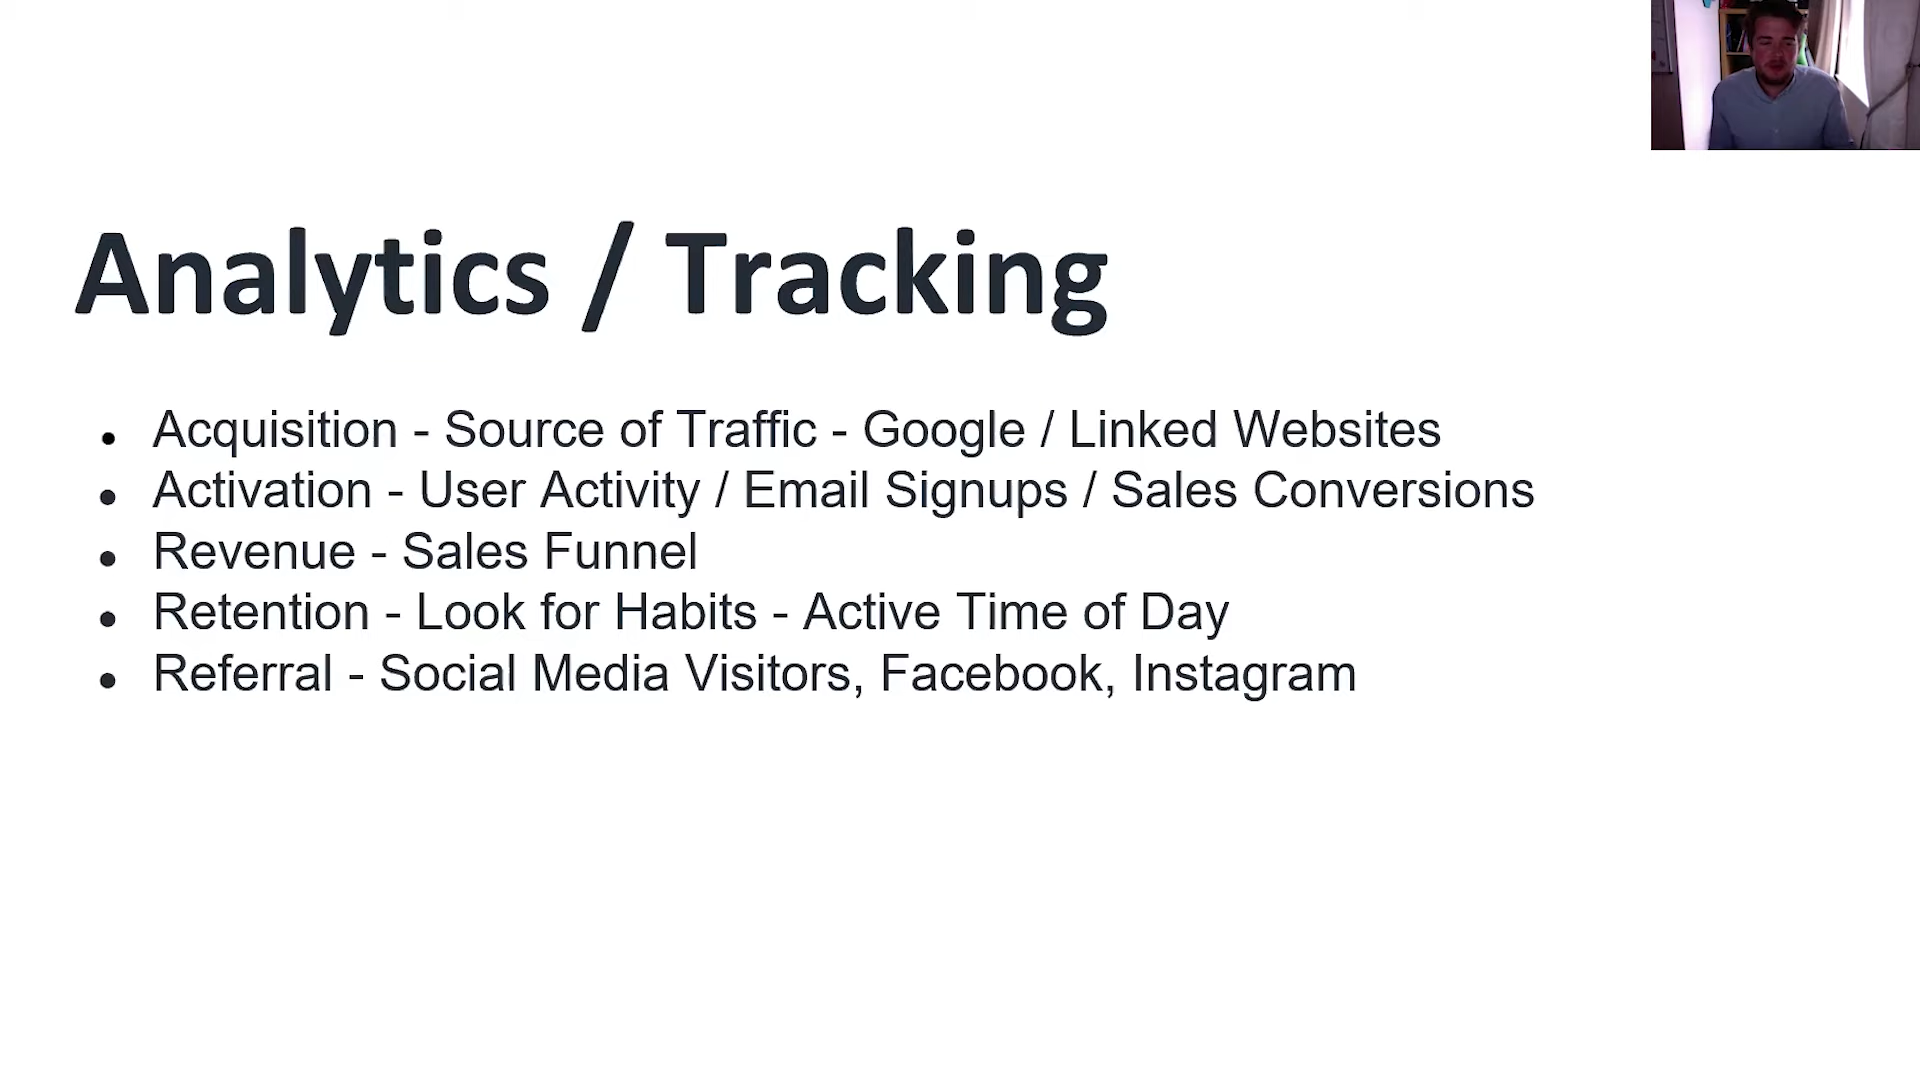 Analytics / Tracking
● Acquisition - Source of Traffic - Google / Linked Websites
● Activation - User Activity / Email Signups / Sales Conversions
● Revenue - Sales Funnel
● Retention - Look for Habits - Active Time of Day
● Referral - Social Media Visitors, Facebook, Instagram